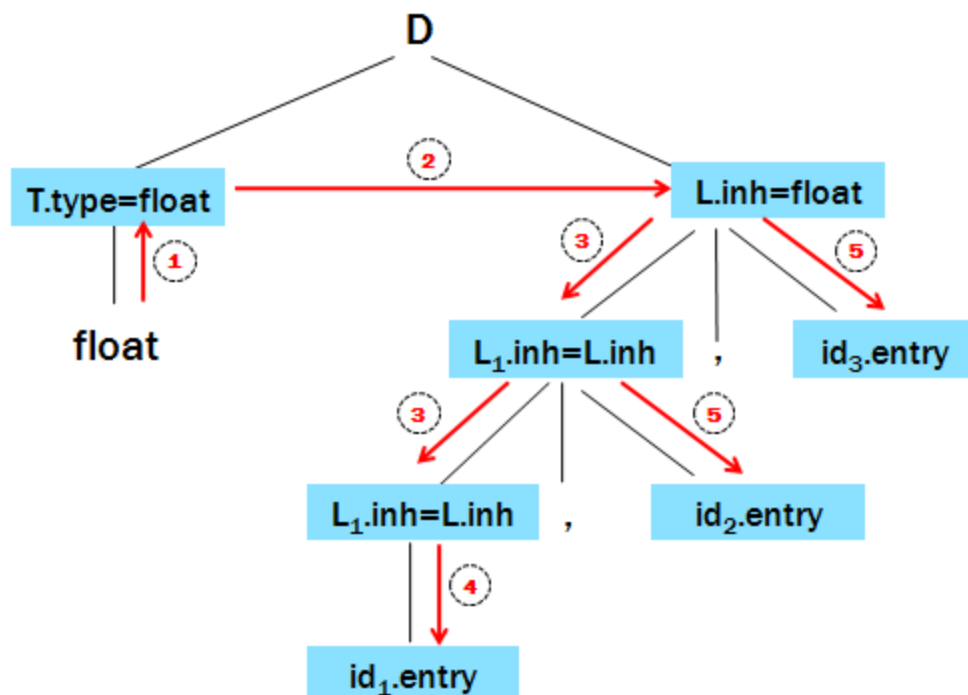 D
2
T.type=float
L.inh=float
1
3
5
float
L₁.inh=L.inh
,
id₃.entry
3
5
L₁.inh=L.inh
,
id₂.entry
4
id₁.entry